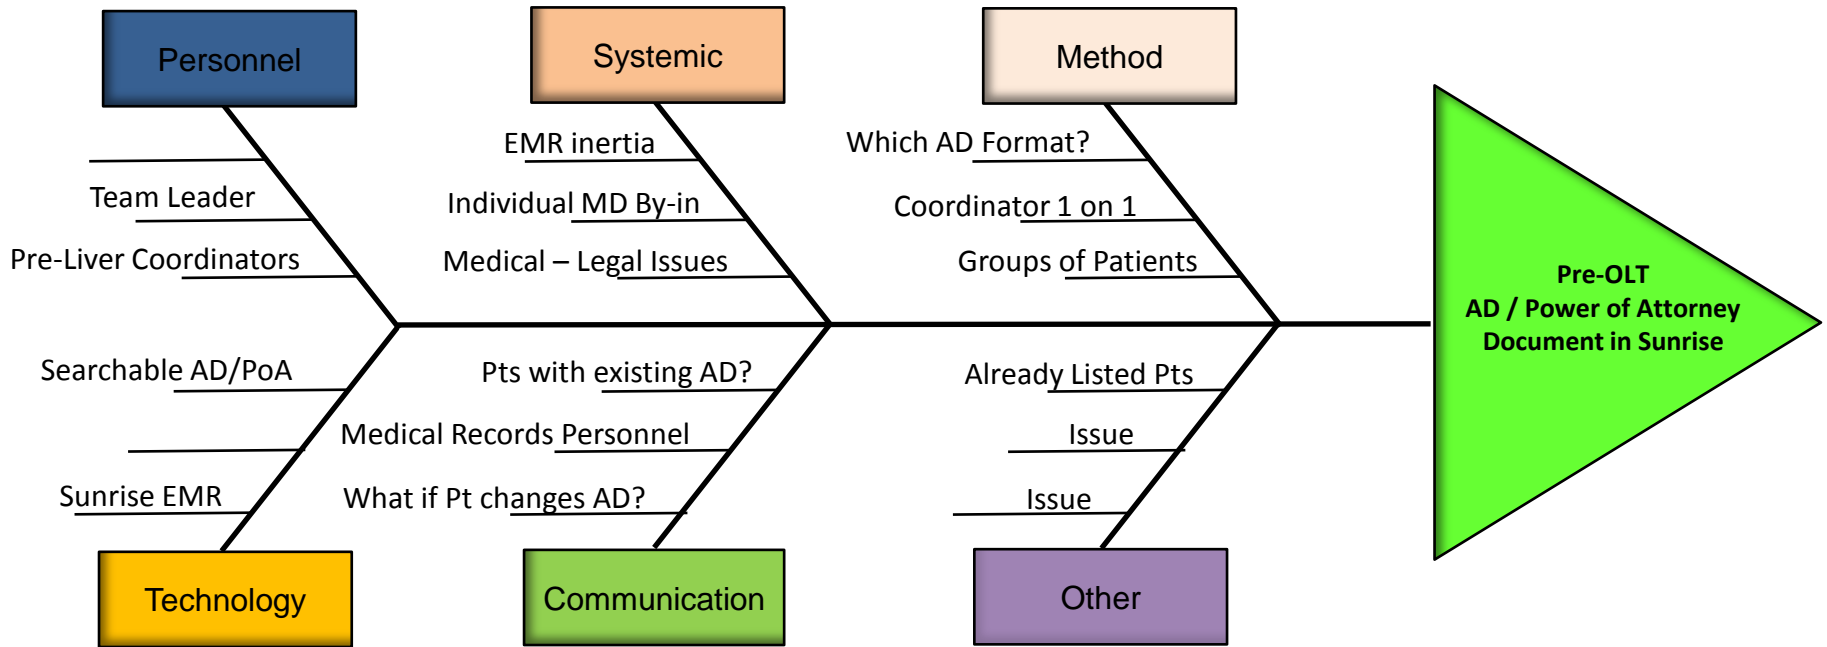 Personnel
Systemic
Method
EMR inertia
Which AD Format?
Team Leader
Individual MD By-in
Coordinator 1 on 1
Pre-Liver Coordinators
Medical – Legal Issues
Groups of Patients
Pre-OLT
AD / Power of Attorney
Document in Sunrise
Searchable AD/PoA
Pts with existing AD?
Already Listed Pts
Medical Records Personnel
Issue
Sunrise EMR
What if Pt changes AD?
Issue
Technology
Communication
Other